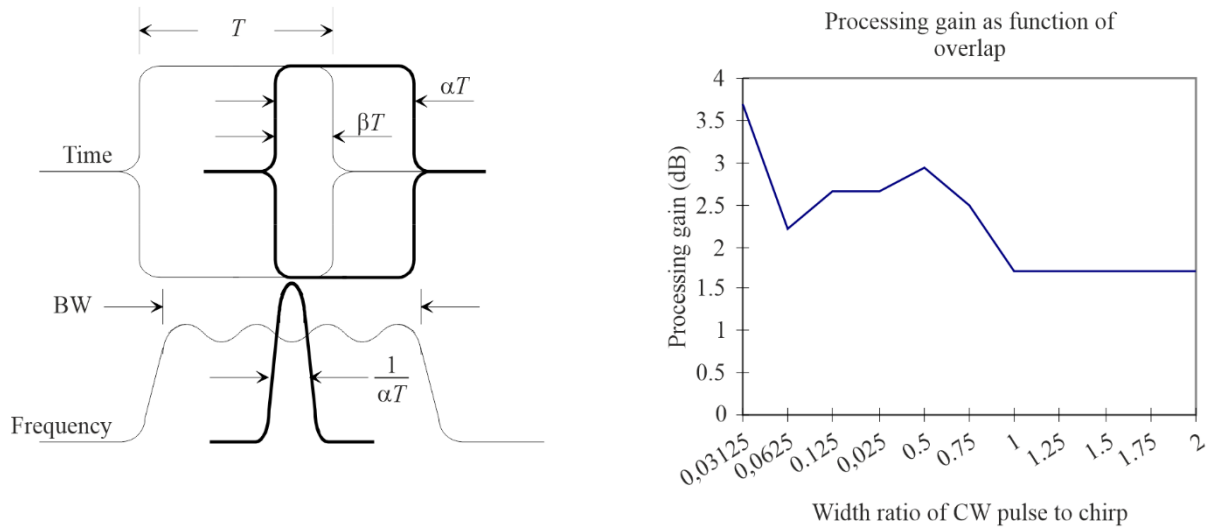 T
αT
βT
Time
BW
1
αT
Frequency
Processing gain as function of
overlap
Processing gain (dB)
4
3.5
3
2.5
2
1.5
1
0.5
0
0,03125
0,0625
0.125
0,025
0.5
0.75
1
1.25
1.5
1.75
2
Width ratio of CW pulse to chirp